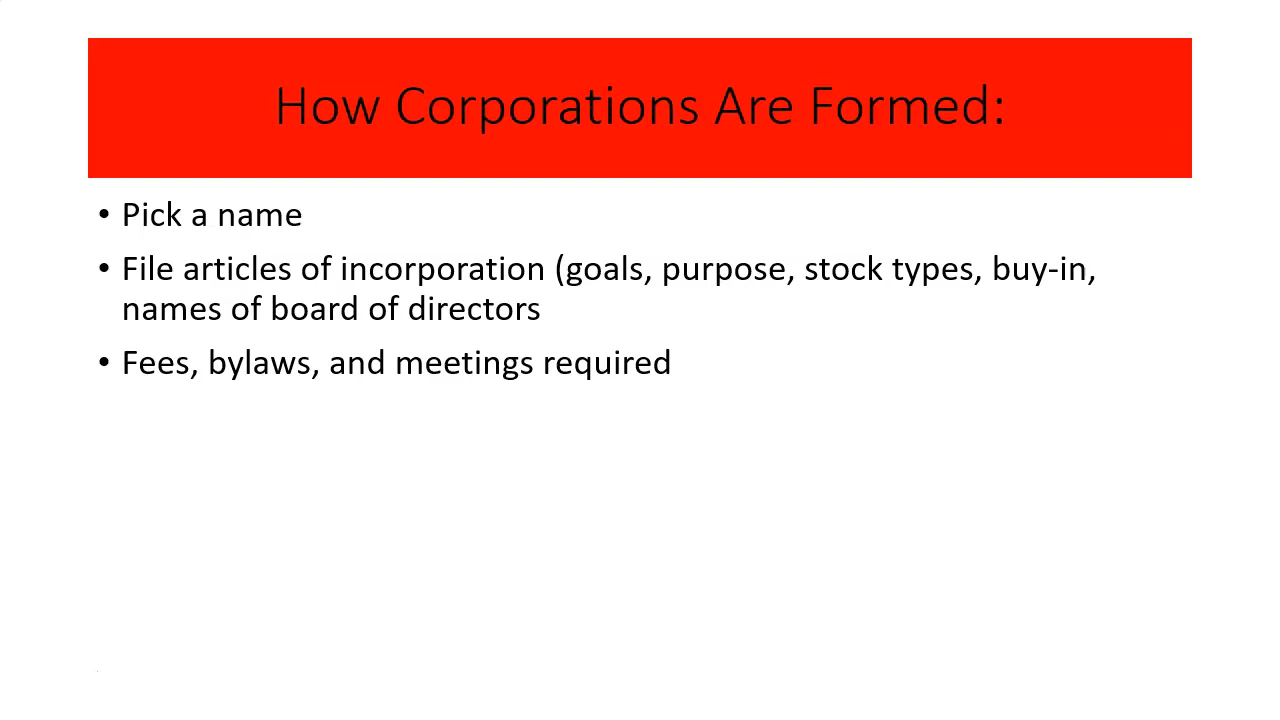 How Corporations Are Formed:
• Pick a name
• File articles of incorporation (goals, purpose, stock types, buy-in,
names of board of directors
• Fees, bylaws, and meetings required